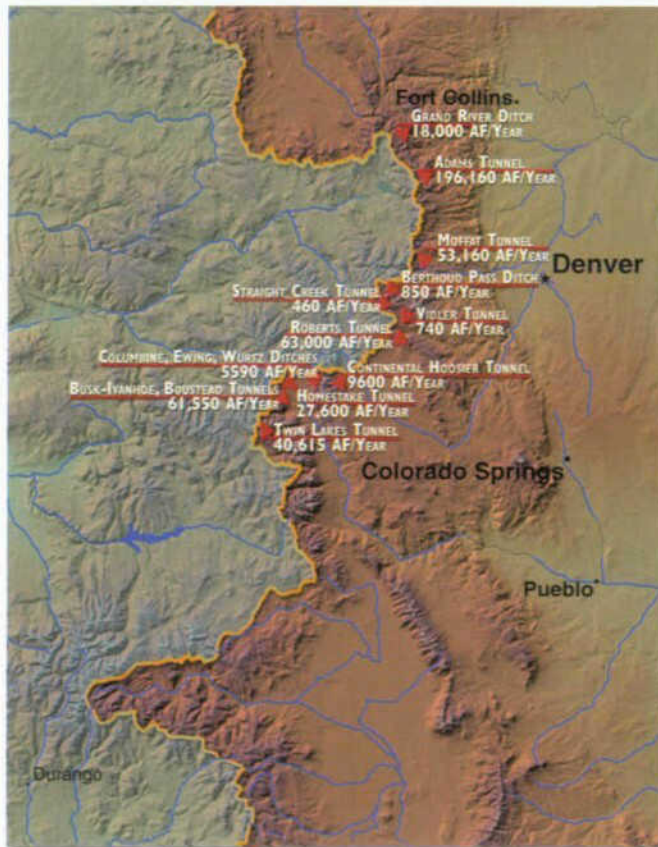 Fort Collins.
GRAND RIVER DITCH
18,000 AF/YEAR
ADAMS TUNNEL
196,160 AF/YEAR
MOFFAT TUNNEL
53,160 AF/YEAR
Denver
BERTHOUD PASS DITCH
850 AF/YEAR
STRAIGHT CREEK TUNNEL
460 AF/YEAR
VIDLER TUNNEL
740 AF/YEAR
ROBERTS TUNNEL
63,000 AF/YEAR
COLUMBINE, EWING, WURTZ DITCHES
5590 AF/YEAR
CONTINENTAL HOOSIER TUNNEL
9600 AF/YEAR
BUSK-IVANHOE, BOUSTEAD TUNNELS
61,550 AF/YEAR
HOMESTAKE TUNNEL
27,600 AF/YEAR
TWIN LAKES TUNNEL
40,615 AF/YEAR
Colorado Springs
Pueblo
Durango